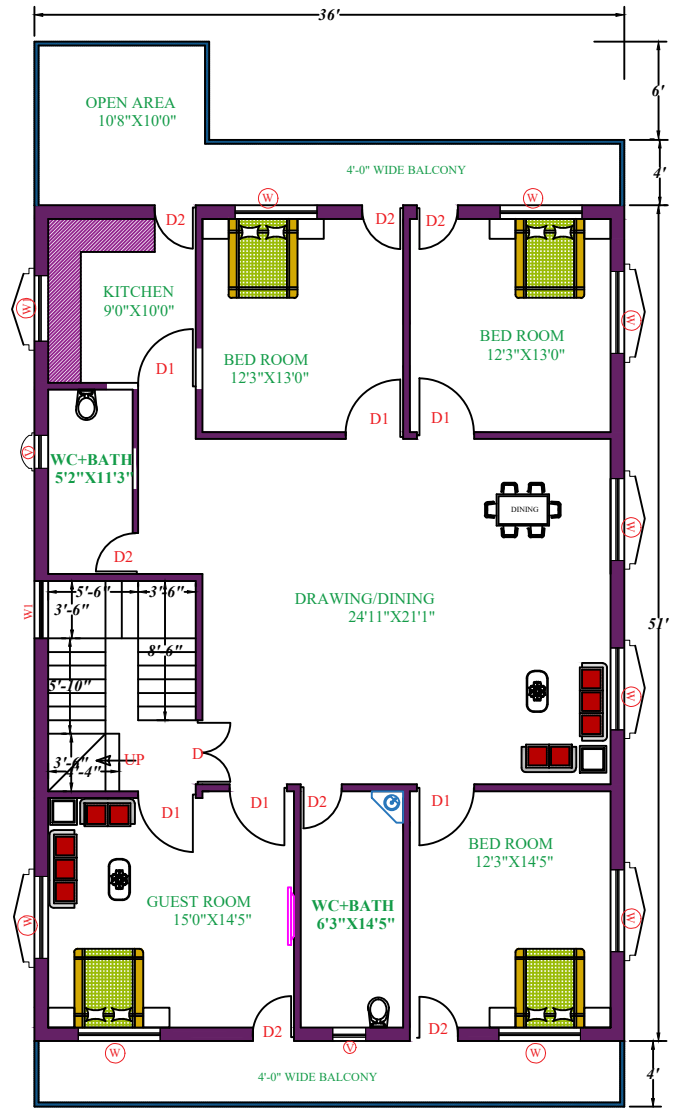 36'
6'
OPEN AREA
10'8"X10'0"
4'-0" WIDE BALCONY
4'
W
W
D2
D2
D2
KITCHEN
9'0"X10'0"
W
W
BED ROOM
12'3"X13'0"
BED ROOM
12'3"X13'0"
D1
D1
D1
V
WC+BATH
5'2"X11'3"
DINING
W
D2
5'-6"
3'-6"
3'-6"
W1
DRAWING/DINING
24'11"X21'1"
51'
8'-6"
5'-10"
W
D
UP
3'-6"
4'-4"
D1
D1
D2
D1
BED ROOM
12'3"X14'5"
GUEST ROOM
15'0"X14'5"
WC+BATH
6'3"X14'5"
W
W
D2
D2
W
V
W
4'-0" WIDE BALCONY
4'